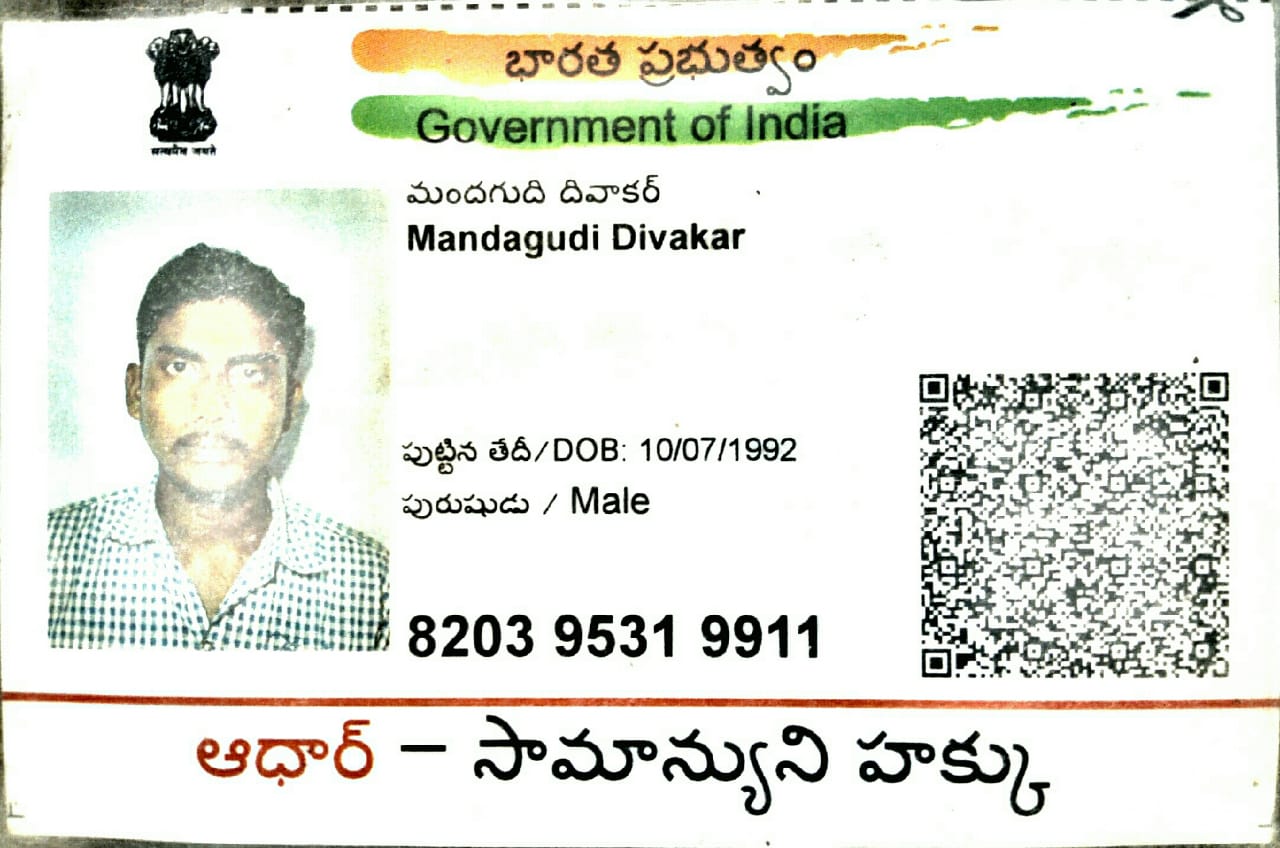 భారత ప్రభుత్వం
Government of India
सत्यमेव जयते
మందగుది దివాకర్
Mandagudi Divakar
పుట్టిన తేదీ/DOB: 10/07/1992
పురుషుడు / Male
8203 9531 9911
ఆధార్ – సామాన్యుని హక్కు